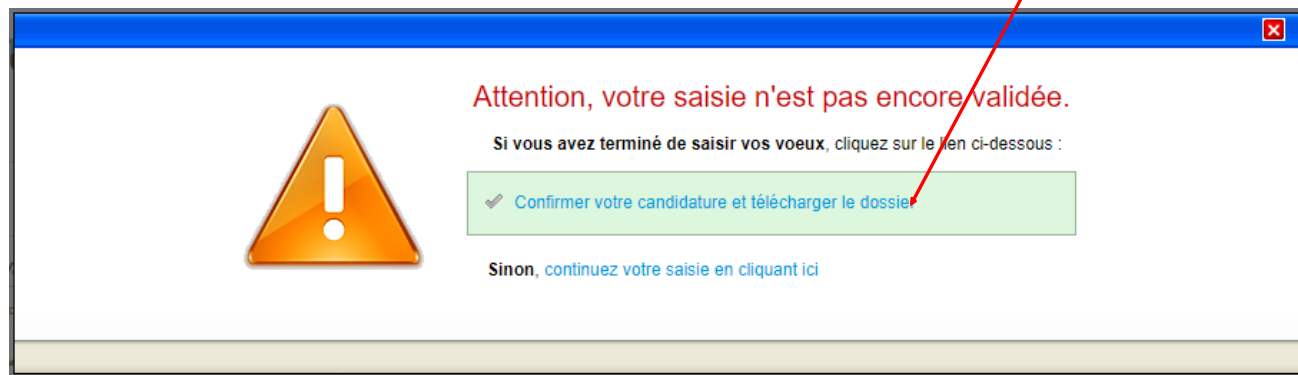 Attention, votre saisie n'est pas encore validée.
Si vous avez terminé de saisir vos voeux, cliquez sur le lien ci-dessous :
Confirmer votre candidature et télécharger le dossier
Sinon, continuez votre saisie en cliquant ici